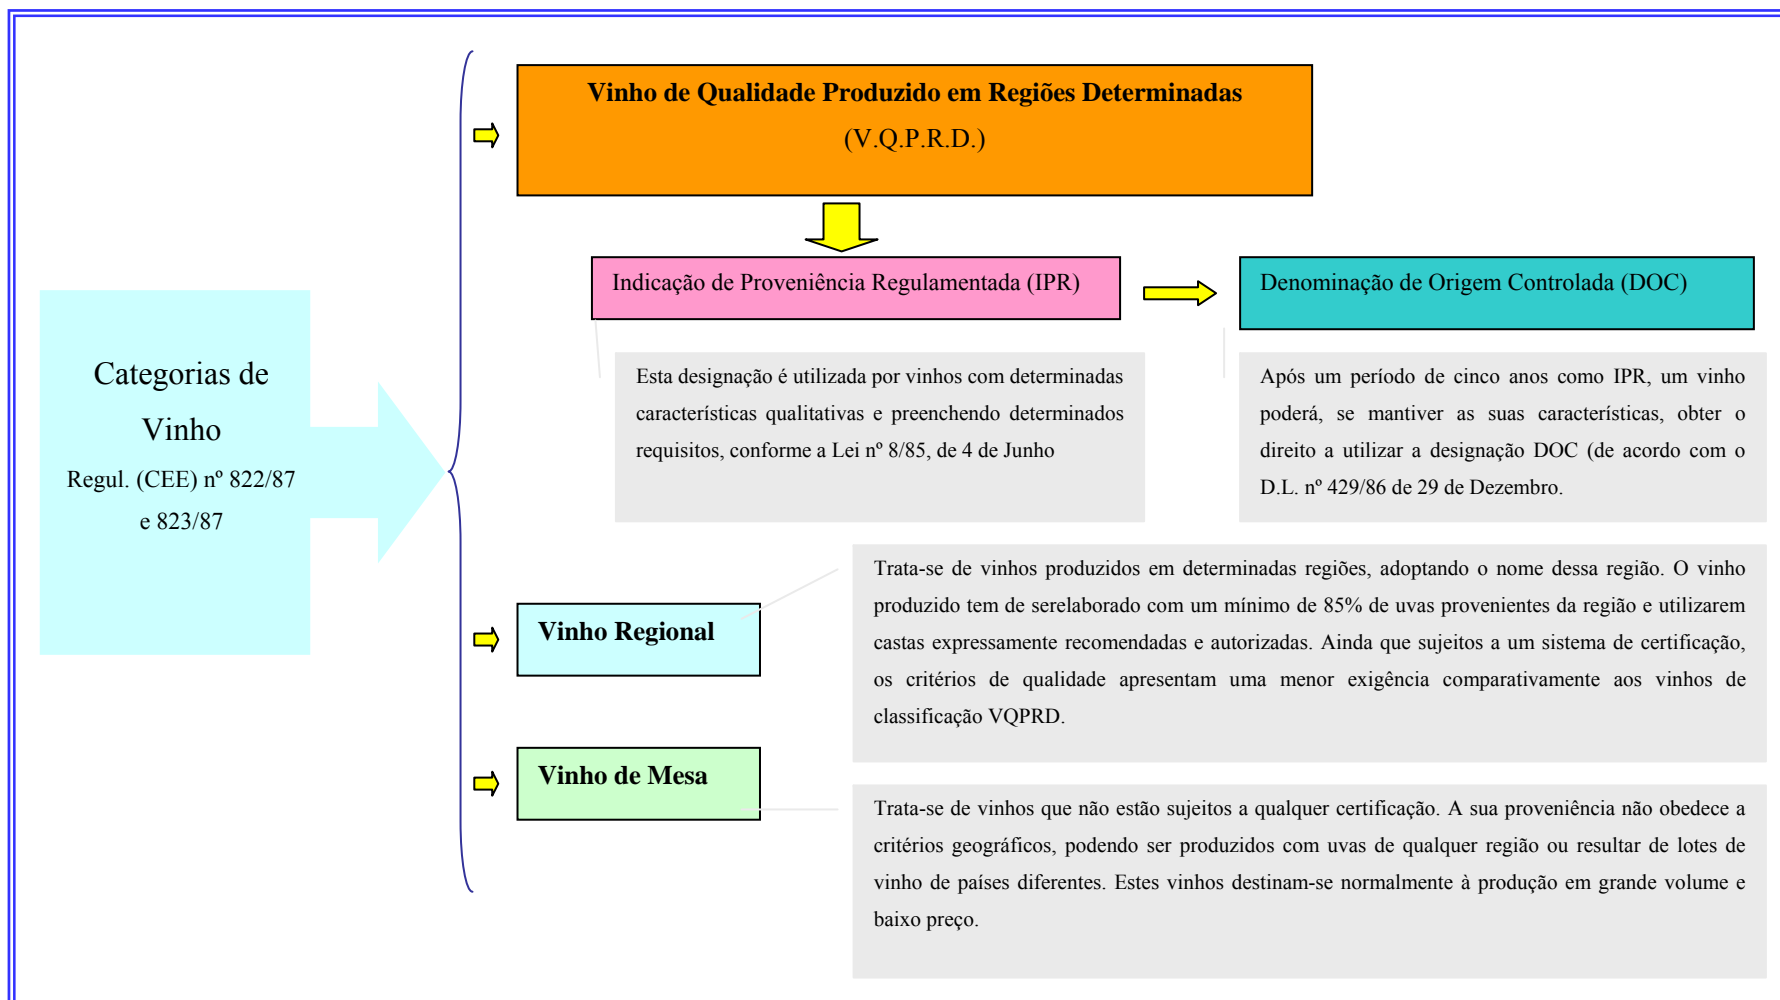 Vinho de Qualidade Produzido em Regiões Determinadas
(V.Q.P.R.D.)
Indicação de Proveniência Regulamentada (IPR)
Denominação de Origem Controlada (DOC)
Categorias de
Vinho
Regul. (CEE) nº 822/87
e 823/87
Esta designação é utilizada por vinhos com determinadas
características qualitativas e preenchendo determinados
requisitos, conforme a Lei nº 8/85, de 4 de Junho
Após um período de cinco anos como IPR, um vinho
poderá, se mantiver as suas características, obter o
direito a utilizar a designação DOC (de acordo com o
D.L. nº 429/86 de 29 de Dezembro.
Vinho Regional
Trata-se de vinhos produzidos em determinadas regiões, adoptando o nome dessa região. O vinho
produzido tem de serelaborado com um mínimo de 85% de uvas provenientes da região e utilizarem
castas expressamente recomendadas e autorizadas. Ainda que sujeitos a um sistema de certificação,
os critérios de qualidade apresentam uma menor exigência comparativamente aos vinhos de
classificação VQPRD.
Vinho de Mesa
Trata-se de vinhos que não estão sujeitos a qualquer certificação. A sua proveniência não obedece a
critérios geográficos, podendo ser produzidos com uvas de qualquer região ou resultar de lotes de
vinho de países diferentes. Estes vinhos destinam-se normalmente à produção em grande volume e
baixo preço.